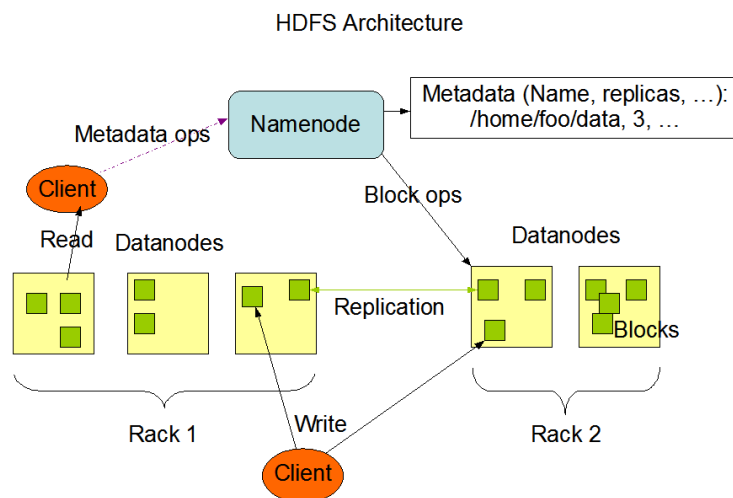 HDFS Architecture
Metadata (Name, replicas, …):
/home/foo/data, 3, …
Namenode
Metadata ops
Client
Block ops
Read
Datanodes
Datanodes
Replication
Blocks
Rack 1
Write
Rack 2
Client